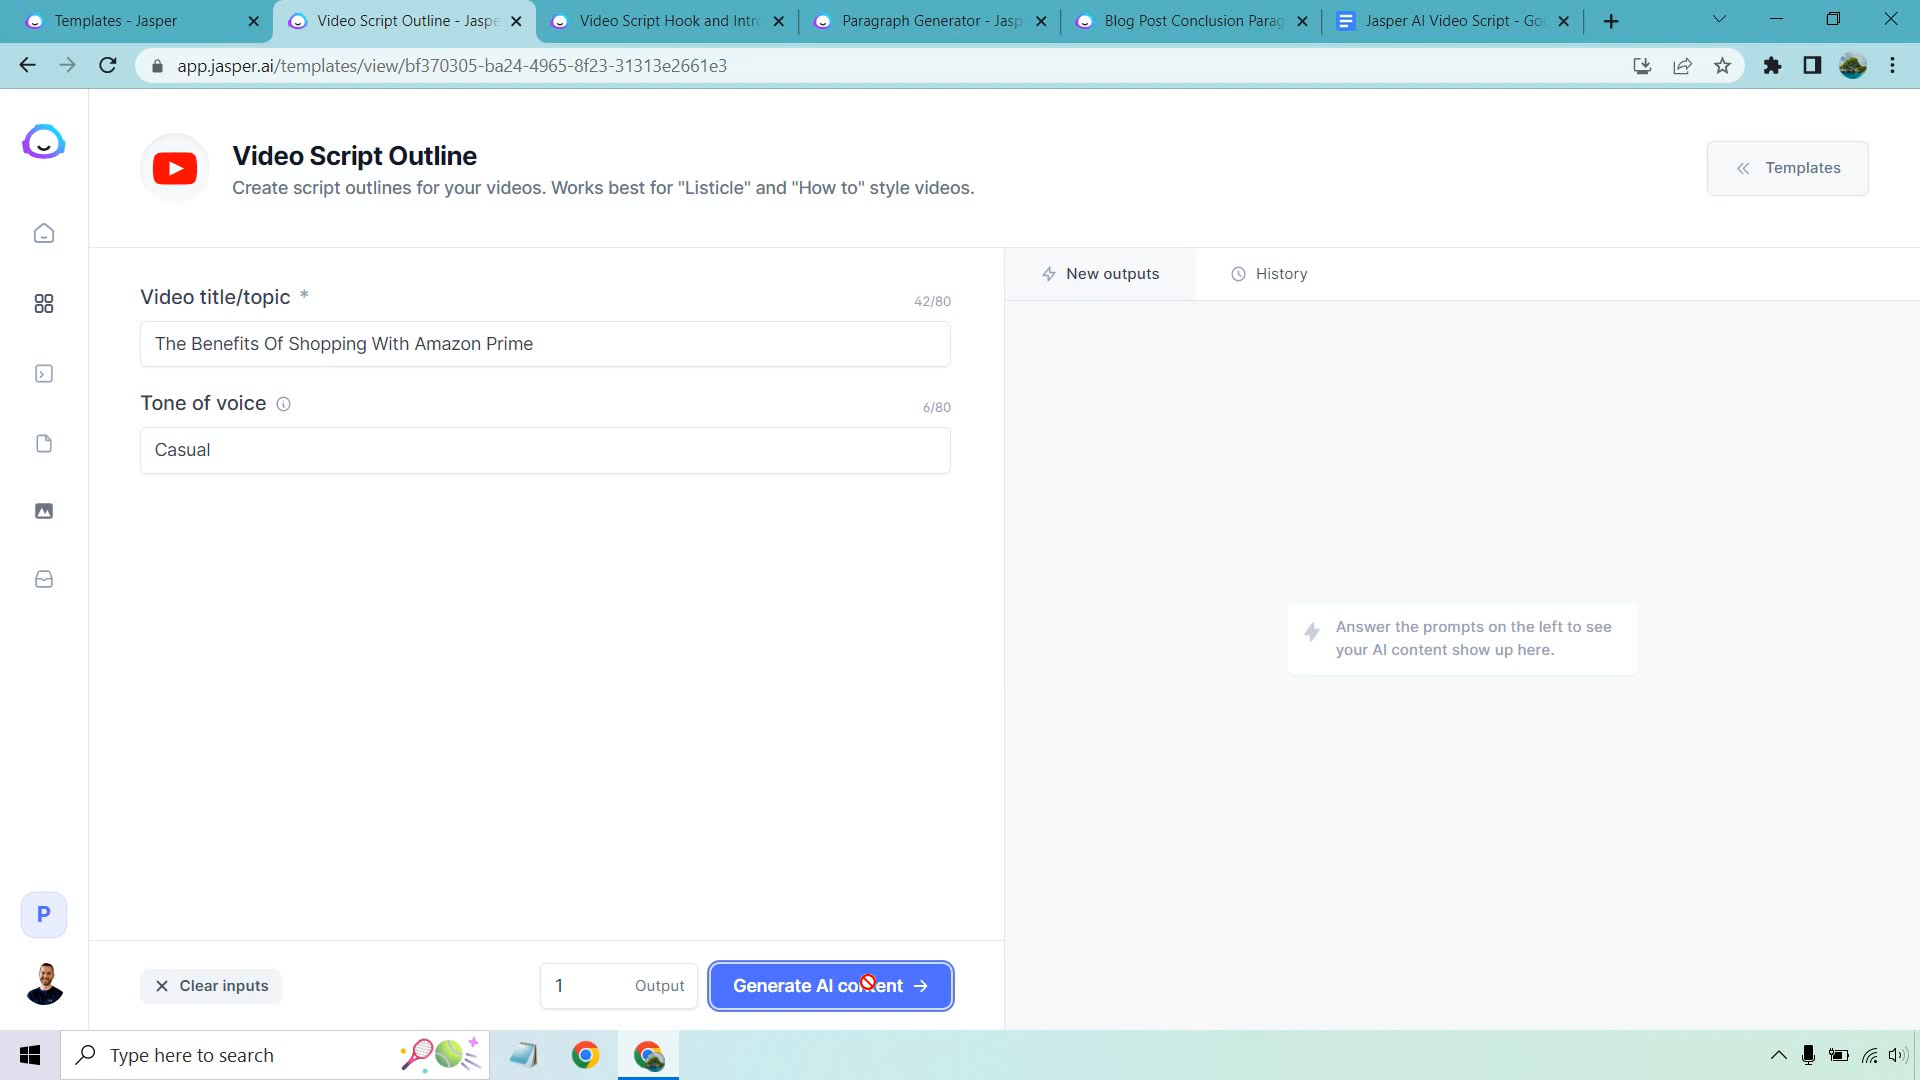 Templates - Jasper
Video Script Outline - Jaspe
Video Script Hook and Intro
Paragraph Generator - Jasp
Blog Post Conclusion Parag
Jasper AI Video Script - Goo
app.jasper.ai/templates/view/bf370305-ba24-4965-8f23-31313e2661e3
Video Script Outline
Create script outlines for your videos. Works best for "Listicle" and "How to" style videos.
Templates
New outputs
History
Video title/topic *
42/80
The Benefits Of Shopping With Amazon Prime
Tone of voice
6/80
Casual
Answer the prompts on the left to see
your AI content show up here.
P
Clear inputs
1 Output
Generate AI content
Type here to search